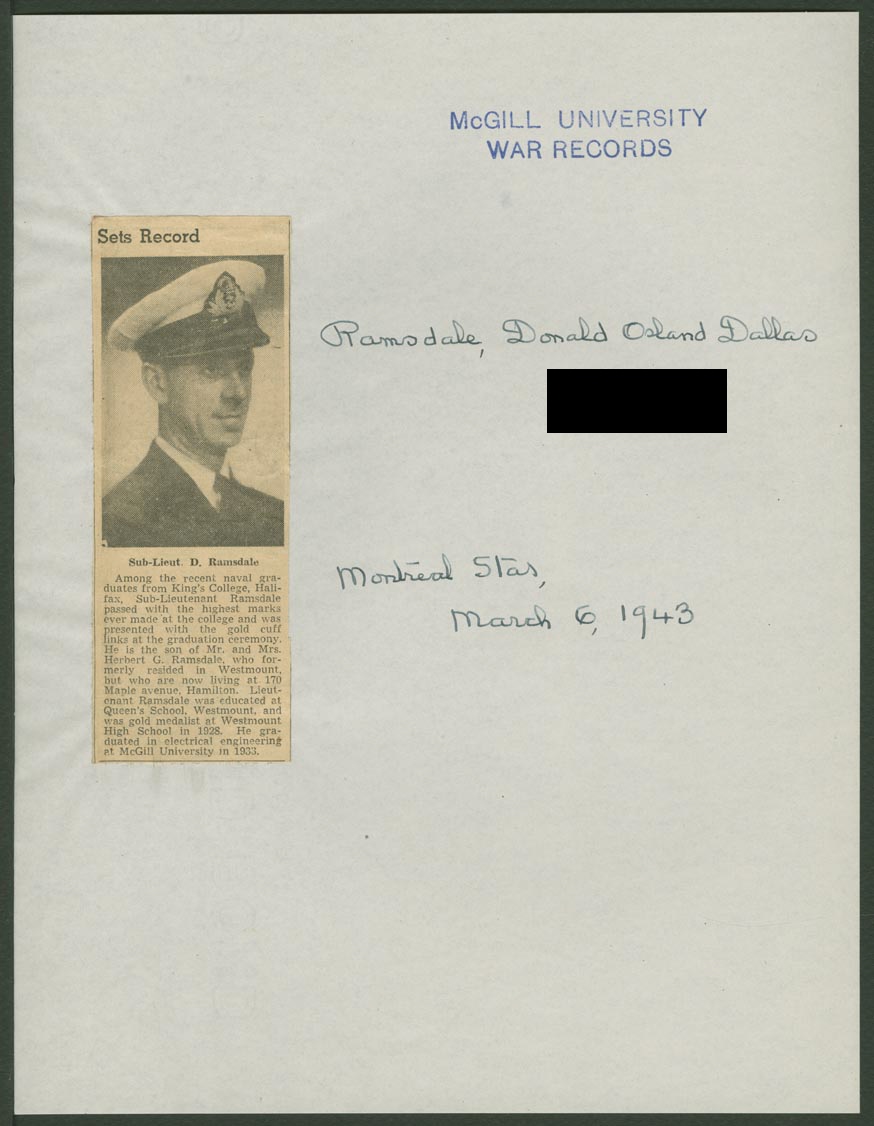 McGILL UNIVERSITY
WAR RECORDS
Sets Record
Ramsdale, Donald Osland Dallas
Sub-Lieut. D. Ramsdale
Among the recent naval gra-
duates from King's College, Hali-
fax, Sub-Lieutenant Ramsdale
passed with the highest marks
ever made at the college and was
presented with the gold cuff
links at the graduation ceremony.
He is the son of Mr. and Mrs.
Herbert G. Ramsdale, who for-
merly resided in Westmount,
but who are now living at 170
Maple avenue, Hamilton. Lieut-
enant Ramsdale was educated at
Queen's School, Westmount, and
was gold medalist at Westmount
High School in 1928. He gra-
duated in electrical engineering
at McGill University in 1933.
Montreal Star,
March 6, 1943